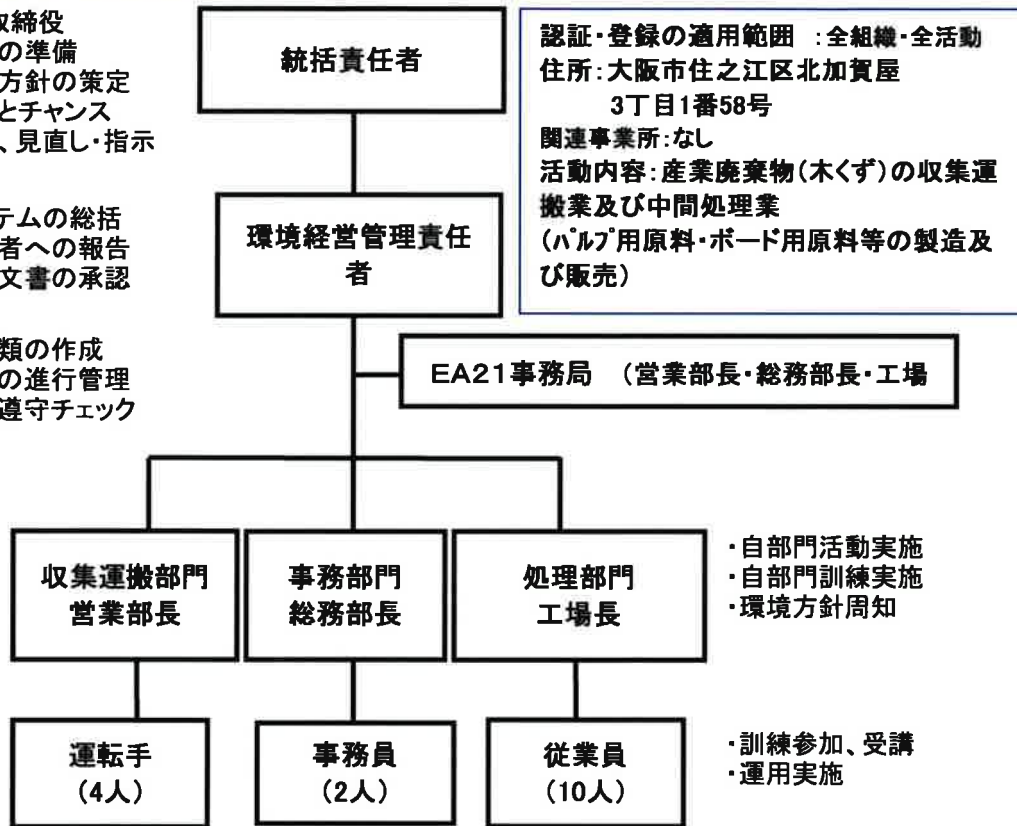 取締役
の準備
方針の策定
とチャンス
、見直し・指示
統括責任者
認証・登録の適用範囲 ：全組織・全活動
住所：大阪市住之江区北加賀屋
3丁目1番58号
関連事業所：なし
活動内容：産業廃棄物（木くず）の収集運
搬業及び中間処理業
（パルプ用原料・ボード用原料等の製造及
び販売）
テムの総括
者への報告
文書の承認
環境経営管理責任
者
類の作成
の進行管理
遵守チェック
EA21事務局 （営業部長・総務部長・工場
収集運搬部門
営業部長
事務部門
総務部長
処理部門
工場長
・自部門活動実施
・自部門訓練実施
・環境方針周知
運転手
（4人）
事務員
（2人）
従業員
（10人）
・訓練参加、受講
・運用実施